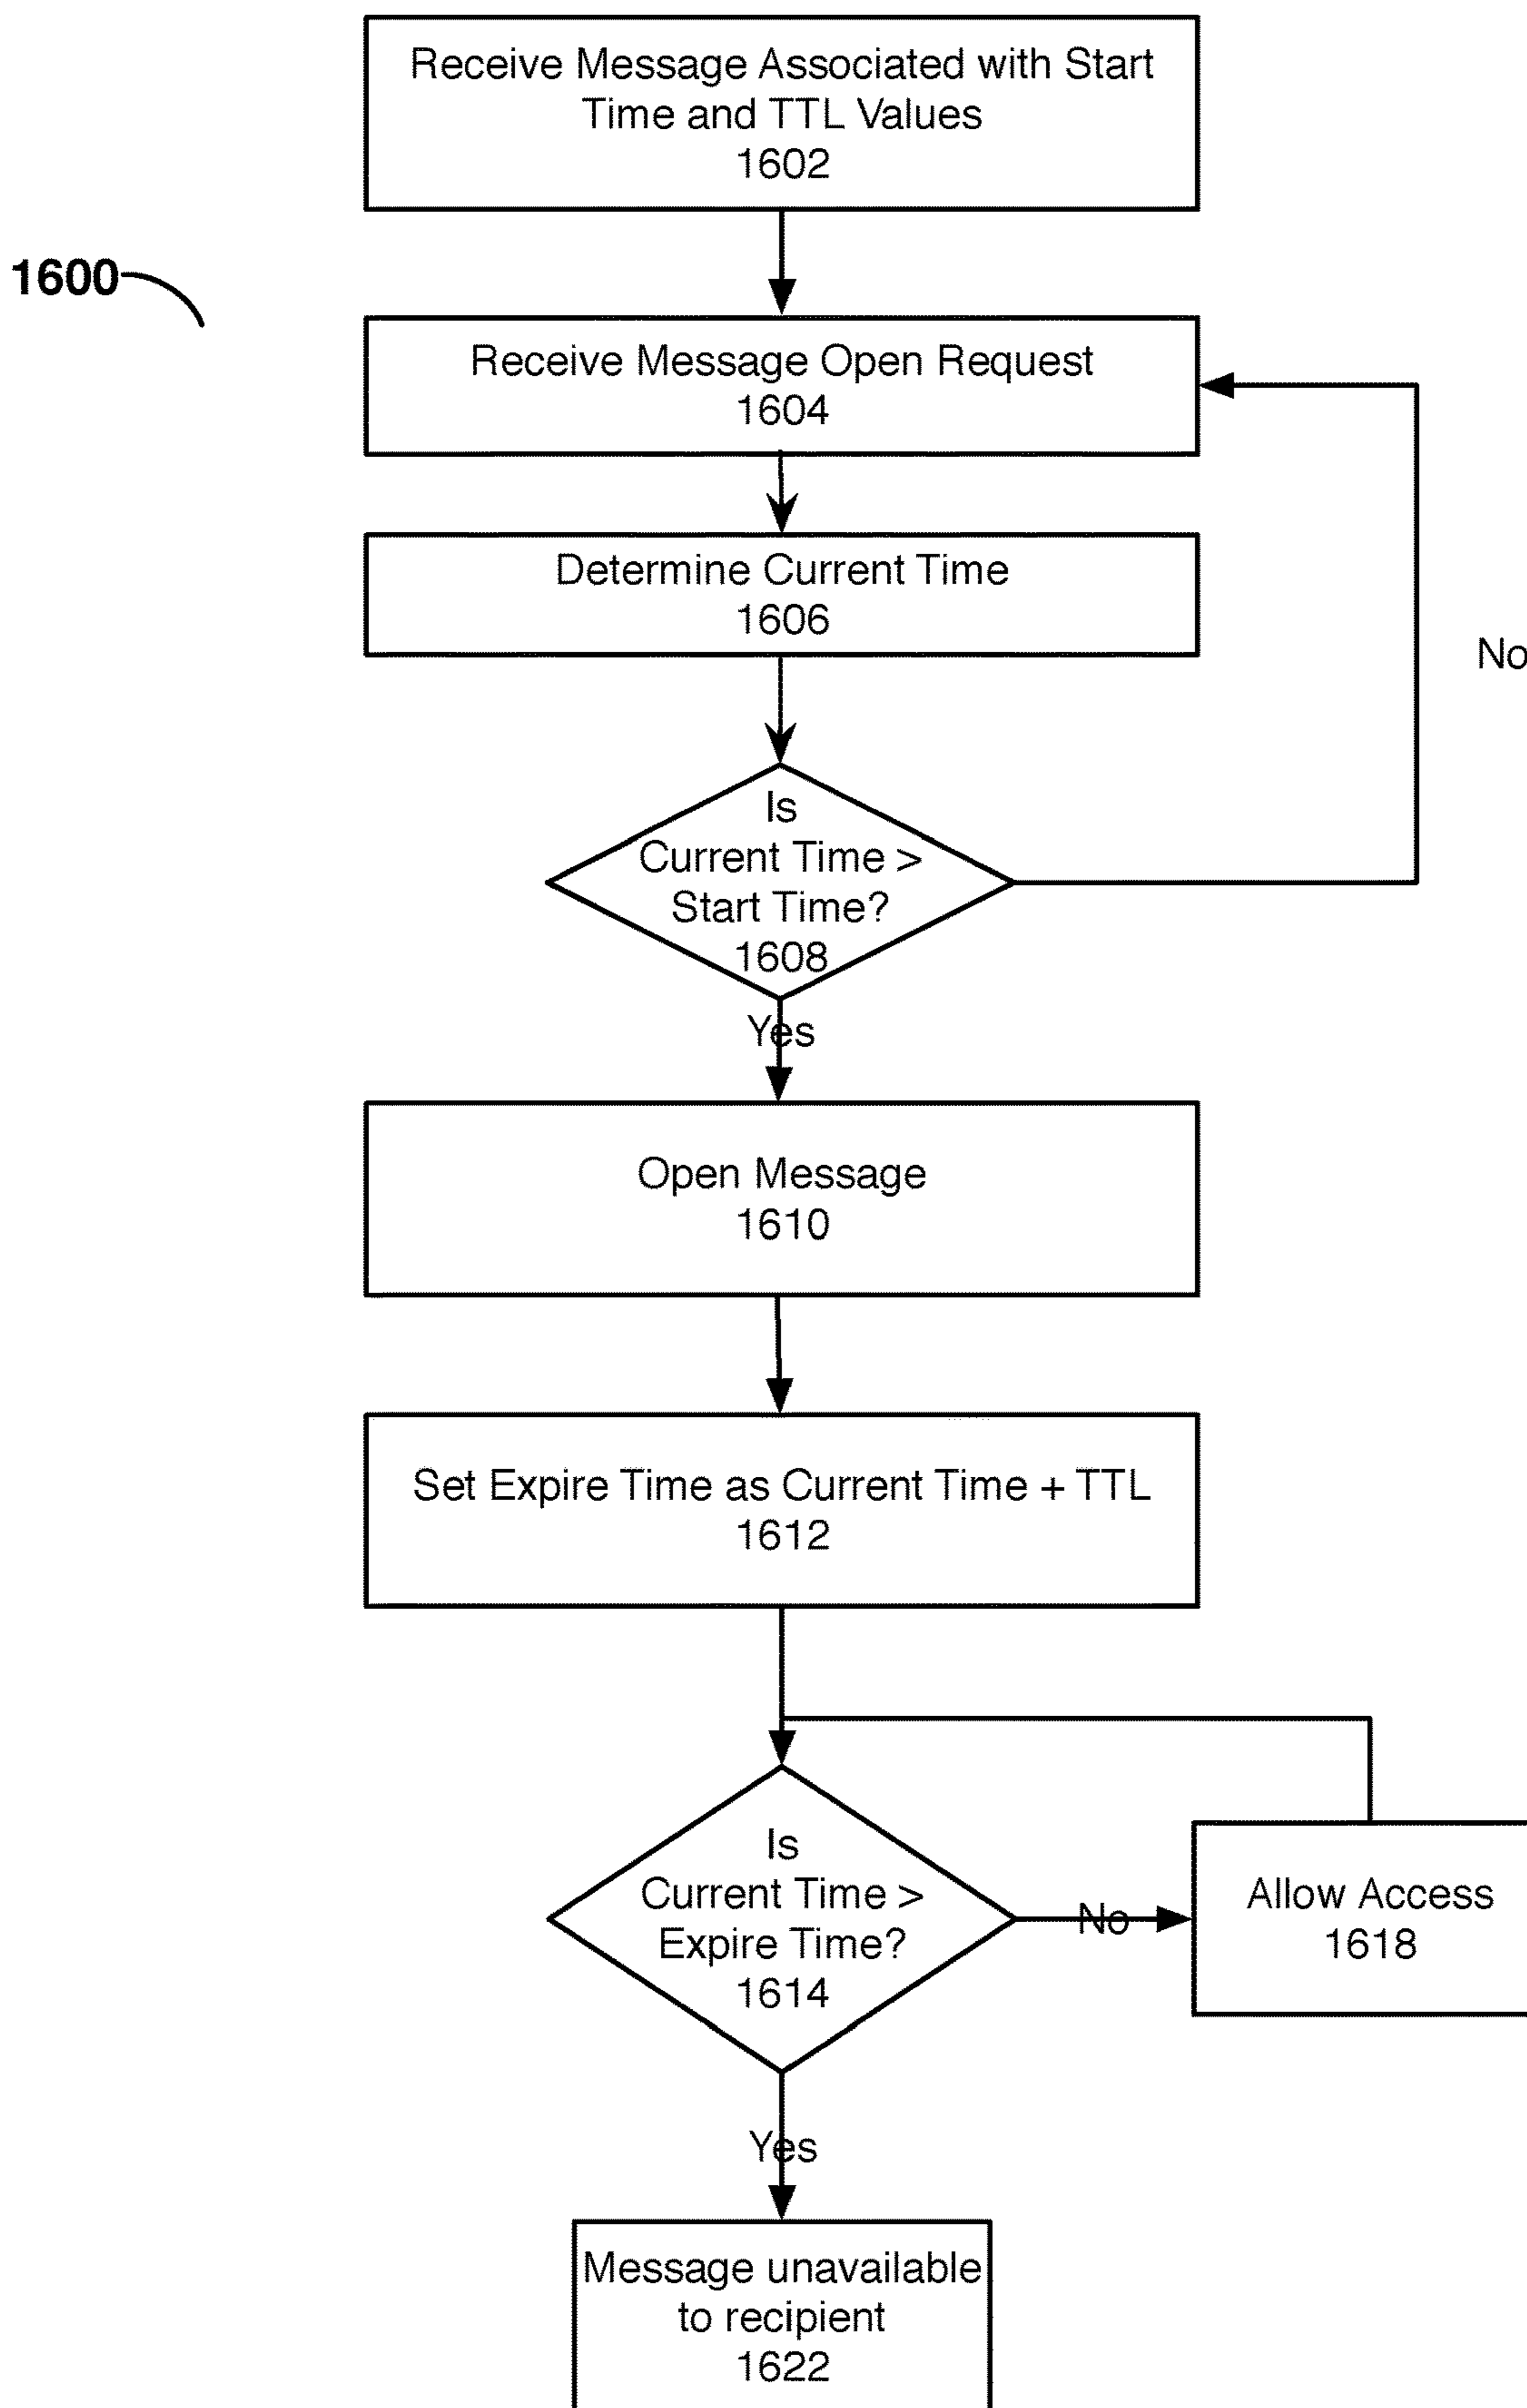 Receive Message Associated with Start
Time and TTL Values
1602
1600
Receive Message Open Request
1604
Determine Current Time
1606
No
Is
Current Time >
Start Time?
1608
Yes
Open Message
1610
Set Expire Time as Current Time + TTL
1612
Is
Current Time >
Expire Time?
1614
No
Allow Access
1618
Yes
Message unavailable
to recipient
1622